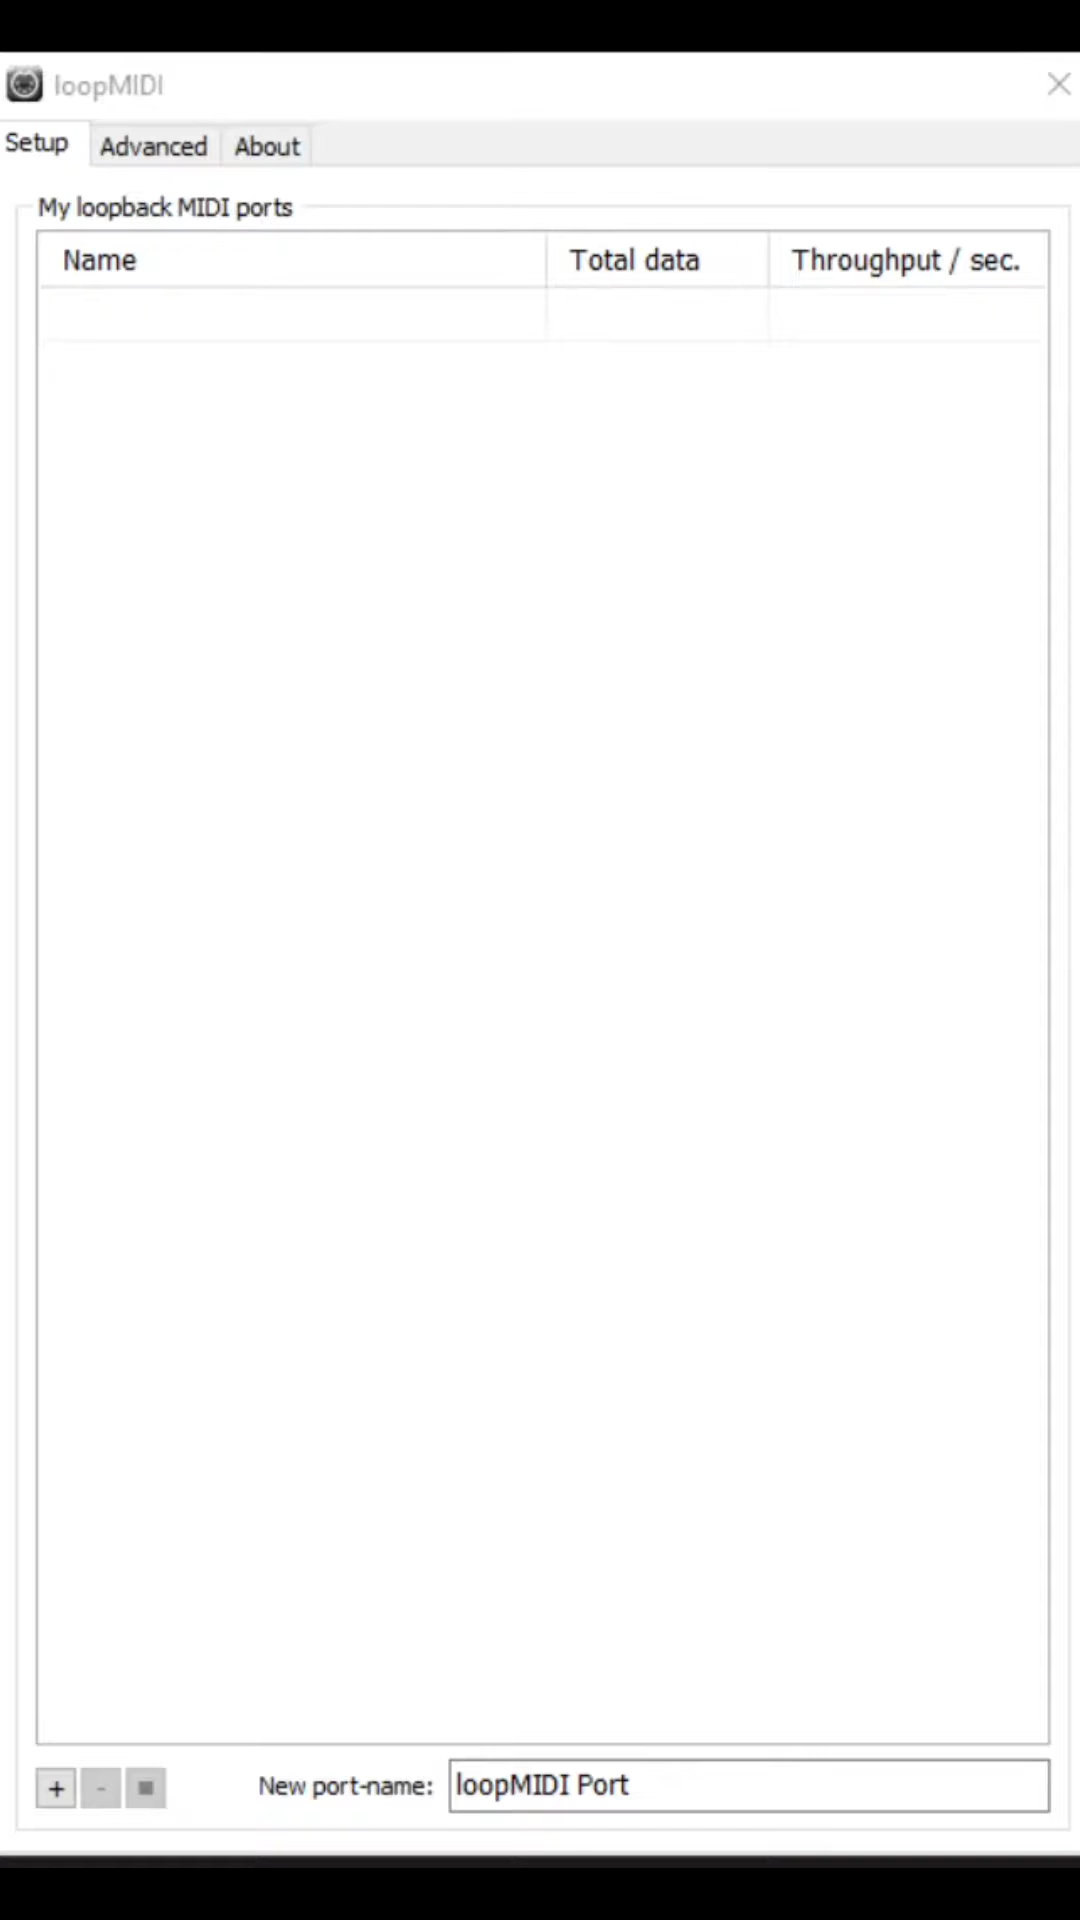 loopMIDI
Setup Advanced About
My loopback MIDI ports
Name Total data Throughput / sec.
+ - New port-name: loopMIDI Port